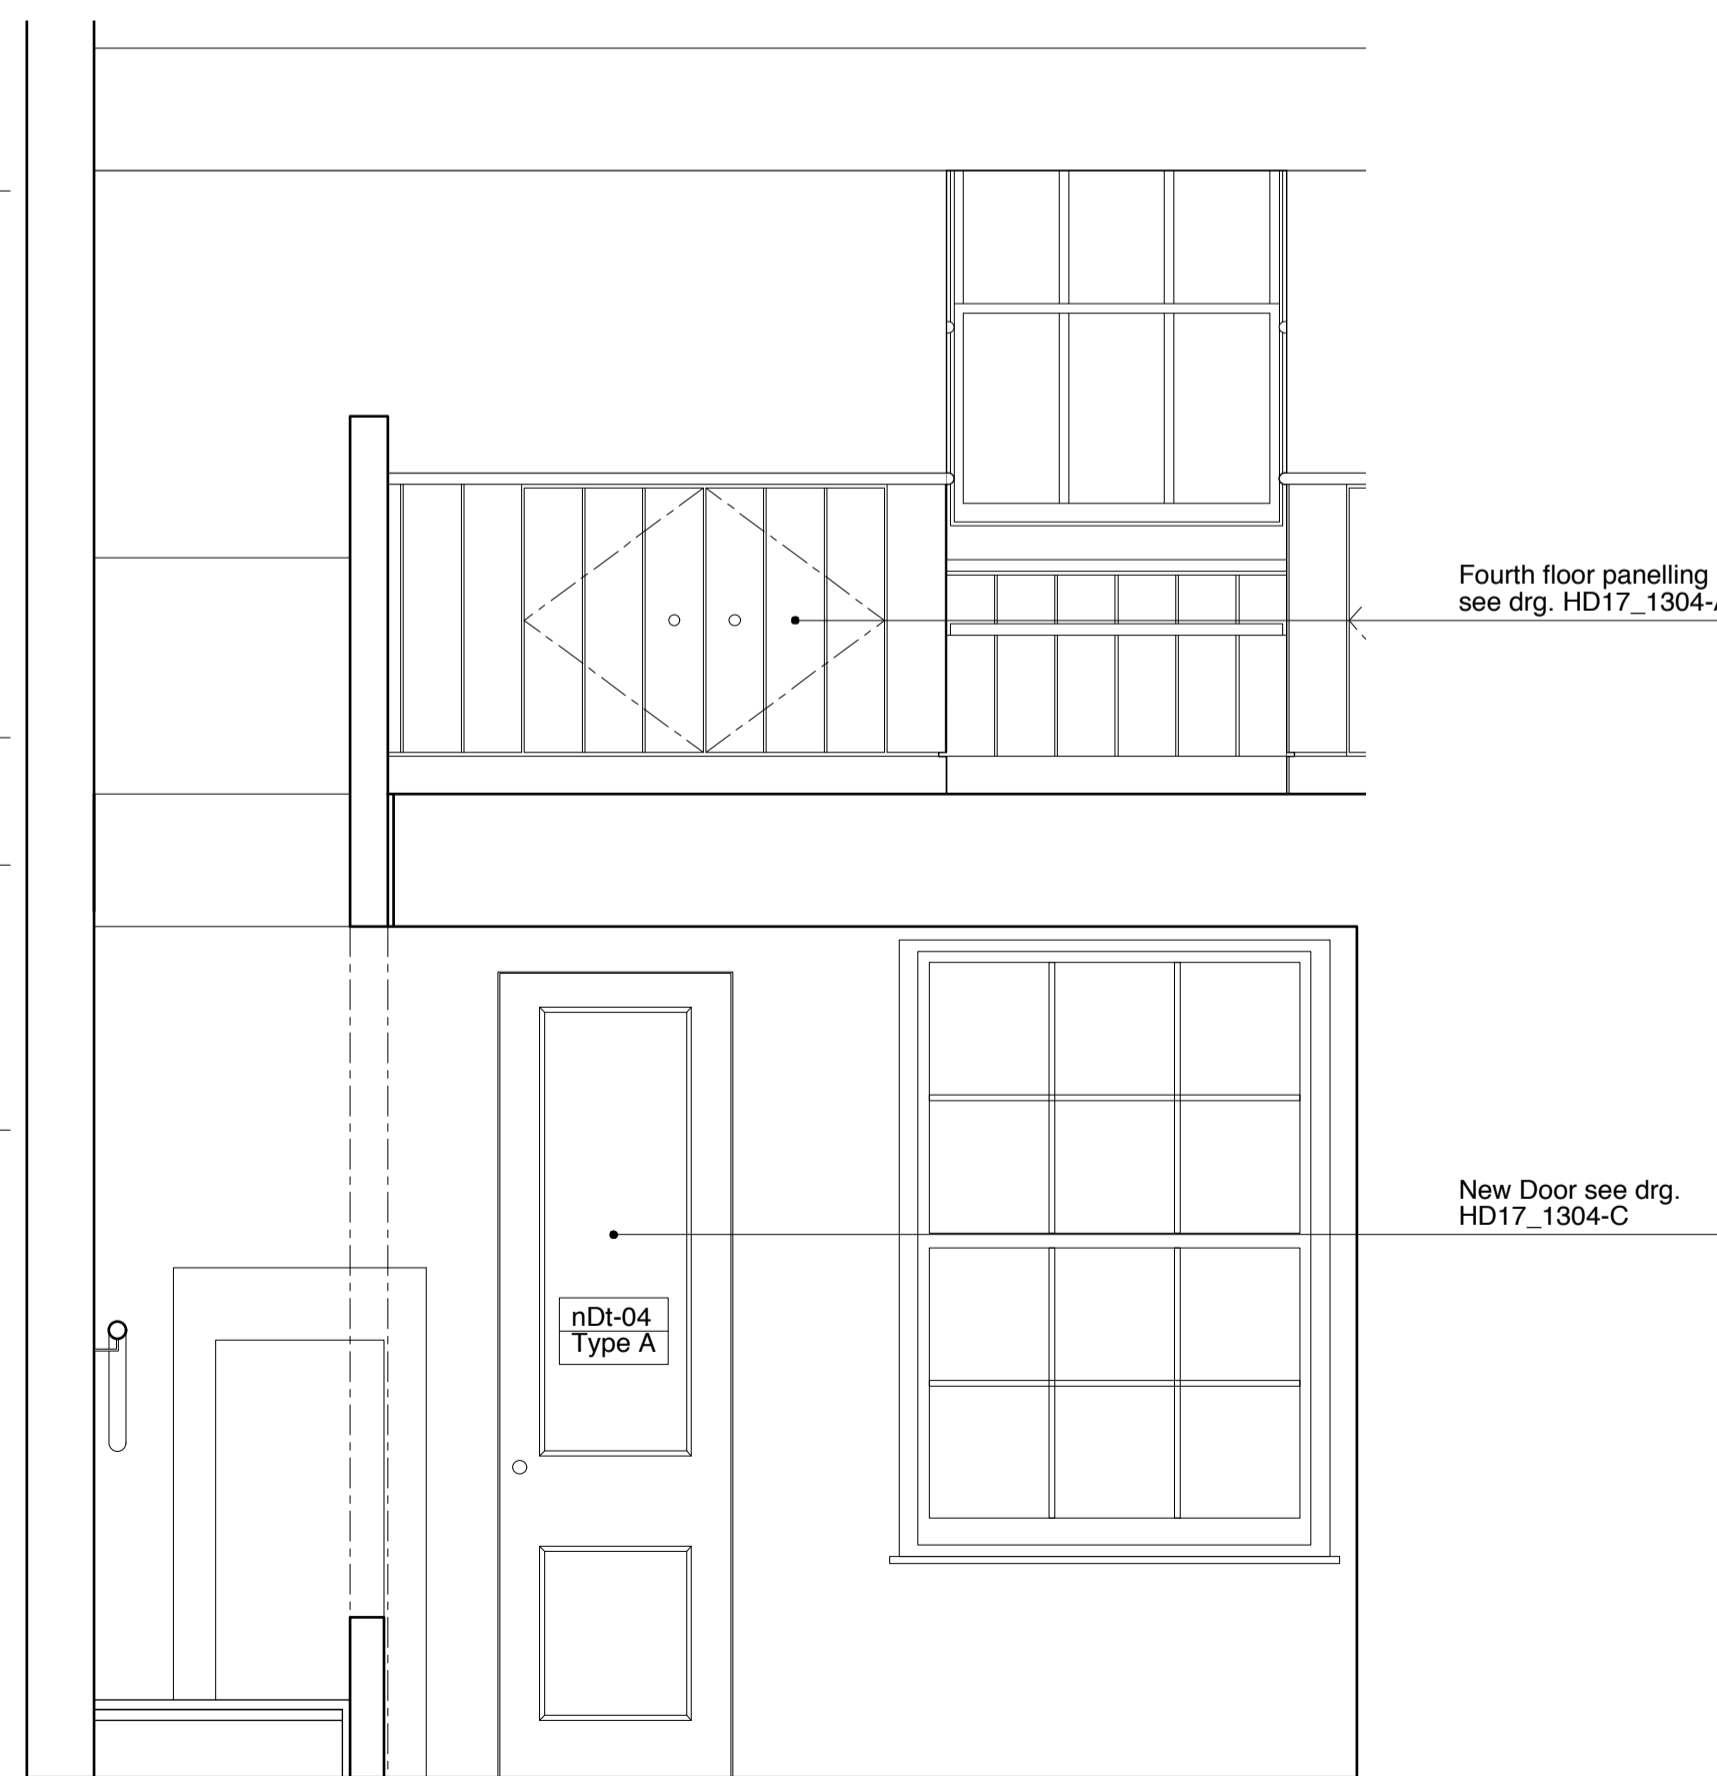 Fourth floor panelling
see drg. HD17_1304-A
New Door see drg.
HD17_1304-C
nDt-04
Type A